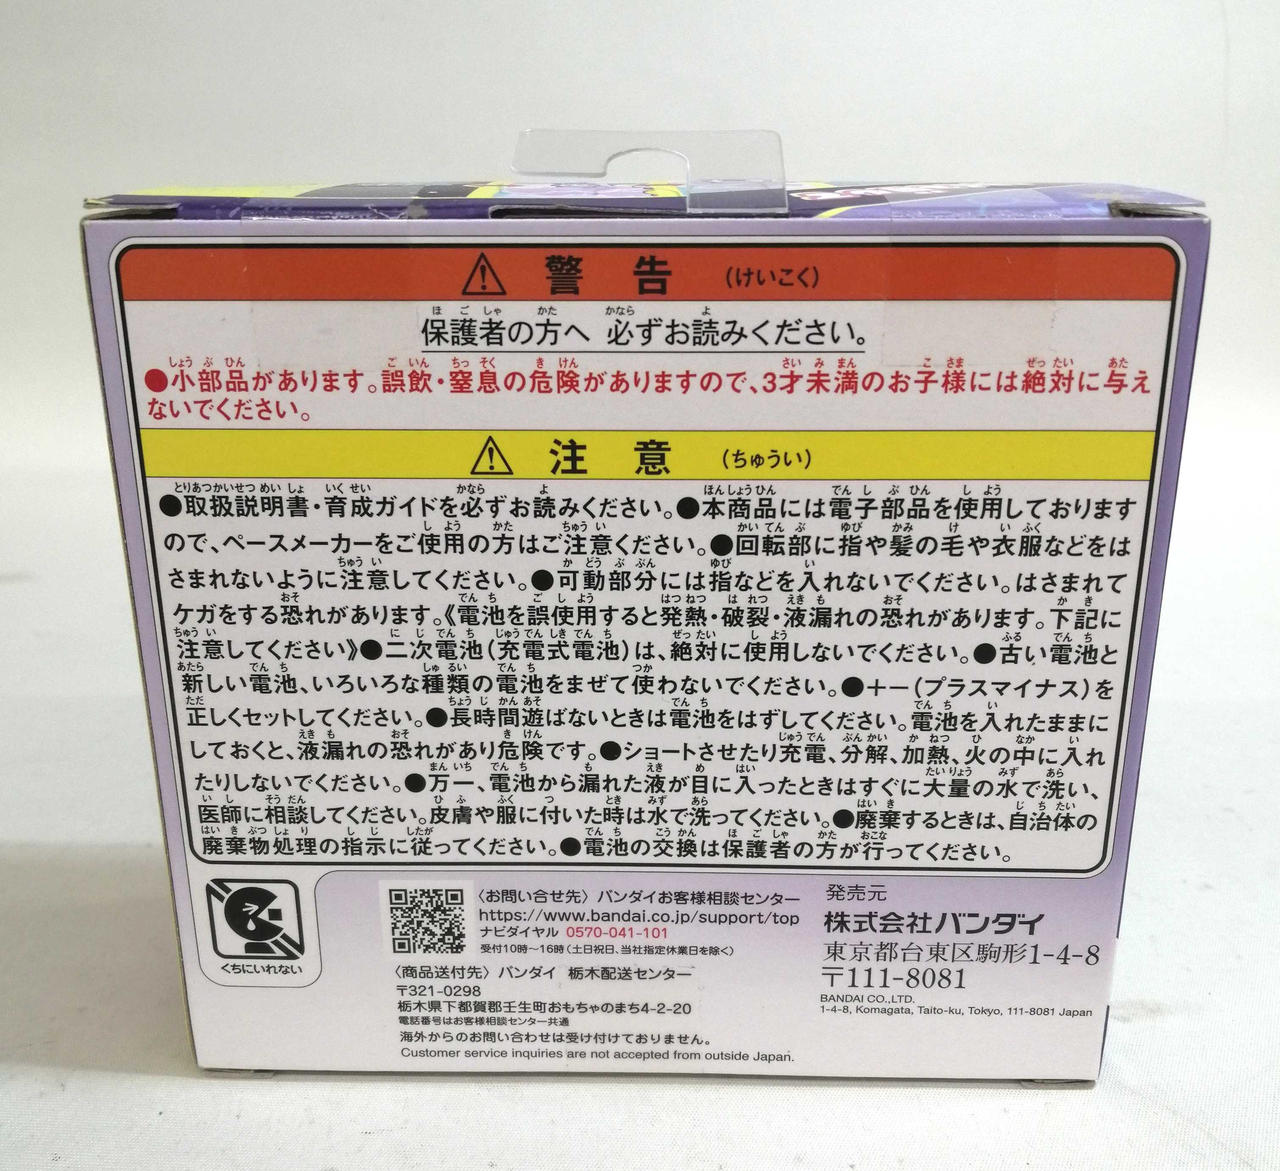 警告 (けいこく)
保護者の方へ 必ずお読みください。
●小部品があります。誤飲・窒息の危険がありますので、3才未満のお子様には絶対に与え
ないでください。
注意 (ちゅうい)
●取扱説明書・育成ガイドを必ずお読みください。●本商品には電子部品を使用しております
ので、ペースメーカーをご使用の方はご注意ください。●回転部に指や髪の毛や衣服などをは
さまれないように注意してください。●可動部分には指などを入れないでください。はさまれて
ケガをする恐れがあります。《電池を誤使用すると発熱・破裂・液漏れの恐れがあります。下記に
注意してください》●二次電池(充電式電池)は、絶対に使用しないでください。●古い電池と
新しい電池、いろいろな種類の電池をまぜて使わないでください。●+-(プラスマイナス)を
正しくセットしてください。●長時間遊ばないときは電池をはずしてください。電池を入れたままに
しておくと、液漏れの恐れがあり危険です。●ショートさせたり充電、分解、加熱、火の中に入れ
たりしないでください。●万一、電池から漏れた液が目に入ったときはすぐに大量の水で洗い、
医師に相談してください。皮膚や服に付いた時は水で洗ってください。●廃棄するときは、自治体の
廃棄物処理の指示に従ってください。●電池の交換は保護者の方が行ってください。
くちにいれない
〈お問い合せ先〉バンダイお客様相談センター
https://www.bandai.co.jp/support/top
ナビダイヤル 0570-041-101
受付10時〜16時(土日祝日、当社指定休業日を除く)
〈商品送付先〉バンダイ 栃木配送センター
〒321-0298
栃木県下都賀郡壬生町おもちゃのまち4-2-20
電話番号はお客様相談センター共通
海外からのお問い合わせは受け付けておりません。
Customer service inquiries are not accepted from outside Japan.
発売元
株式会社バンダイ
東京都台東区駒形1-4-8
〒111-8081
BANDAI CO.,LTD.
1-4-8, Komagata, Taito-ku, Tokyo, 111-8081 Japan